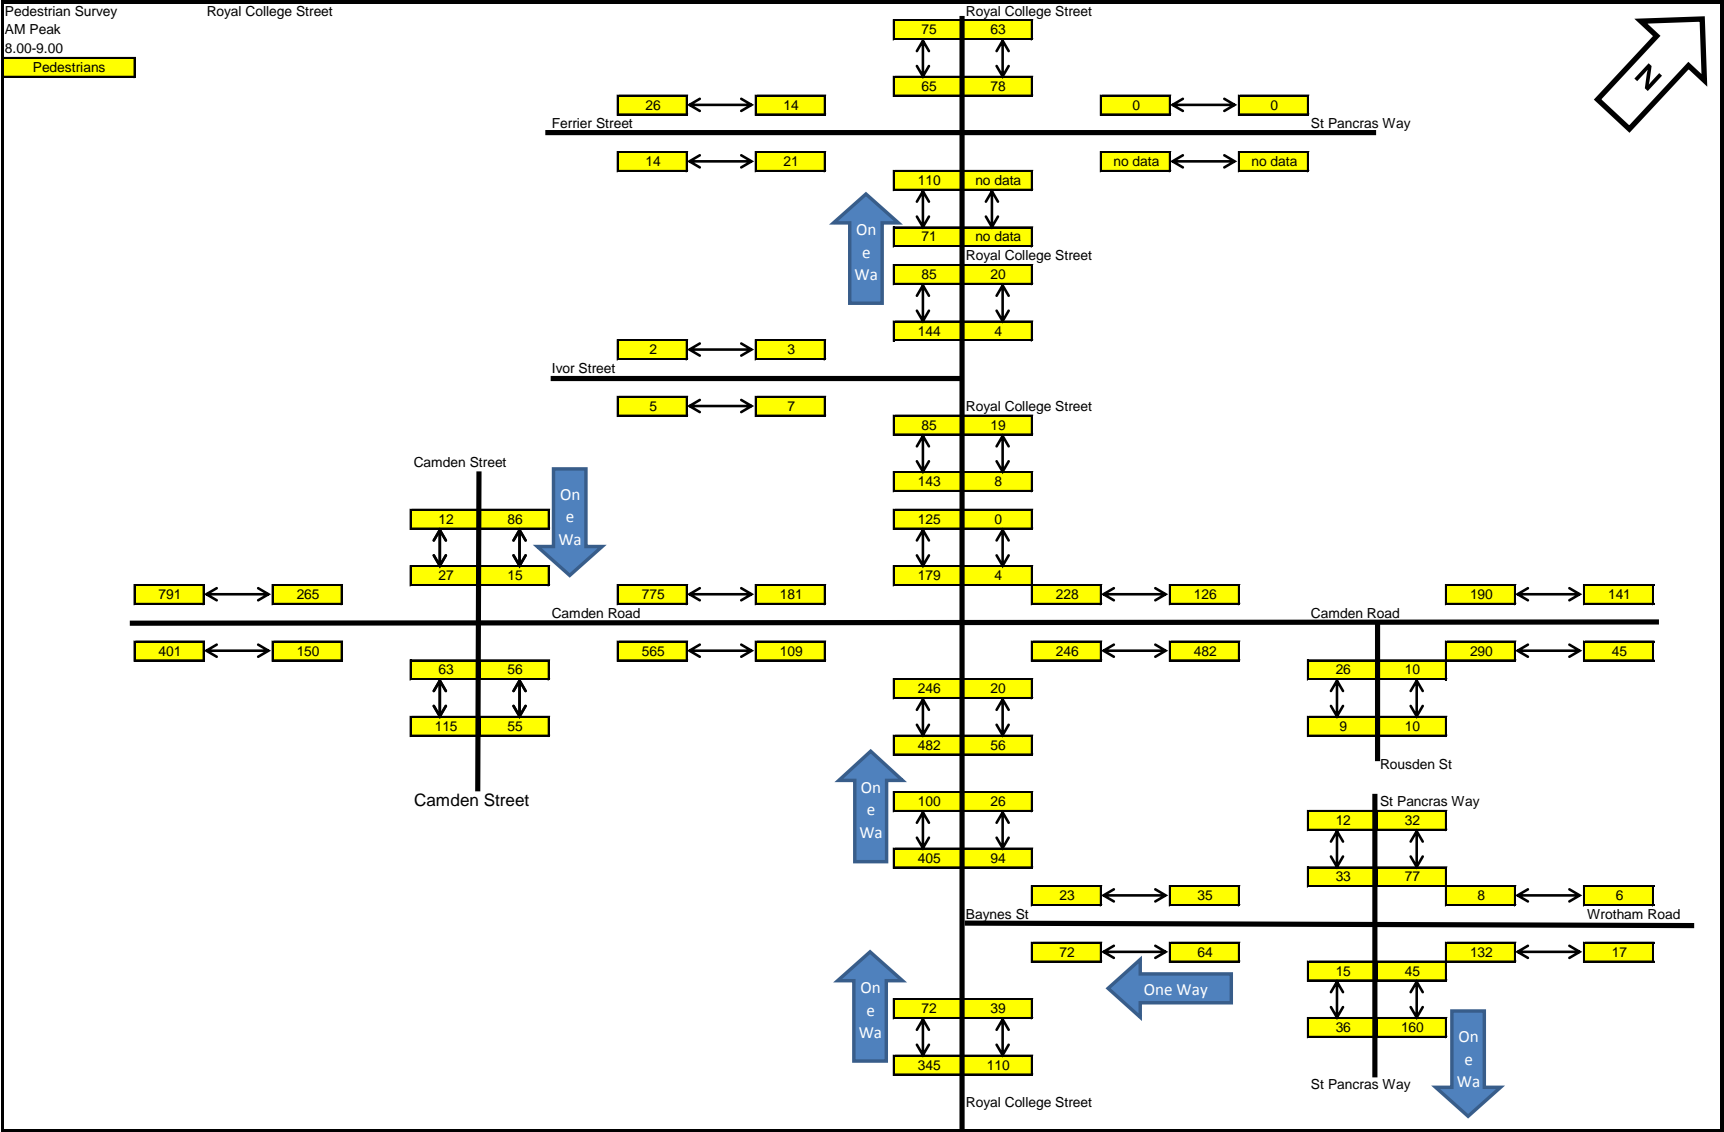 Pedestrian Survey Royal College Street Royal College Street
AM Peak 75 63
8.00-9.00
Pedestrians
65 78
26 14 0 0
Ferrier Street St Pancras Way
14 21 no data no data
110 no data
On
e
Wa
71 no data
Royal College Street
85 20
144 4
2 3
Ivor Street
5 7
Royal College Street
85 19
Camden Street
143 8
On
e
Wa
12 86 125 0
27 15 179 4
791 265 775 181 228 126 190 141
Camden Road Camden Road
401 150 565 109 246 482 290 45
63 56 26 10
246 20
115 55 9 10
482 56
Rousden St
On
e
Wa
Camden Street 100 26 St Pancras Way
12 32
405 94
33 77
23 35 8 6
Baynes St Wrotham Road
72 64 132 17
15 45
On
e
Wa
One Way
72 39
36 160
On
e
Wa
345 110
St Pancras Way
Royal College Street
N